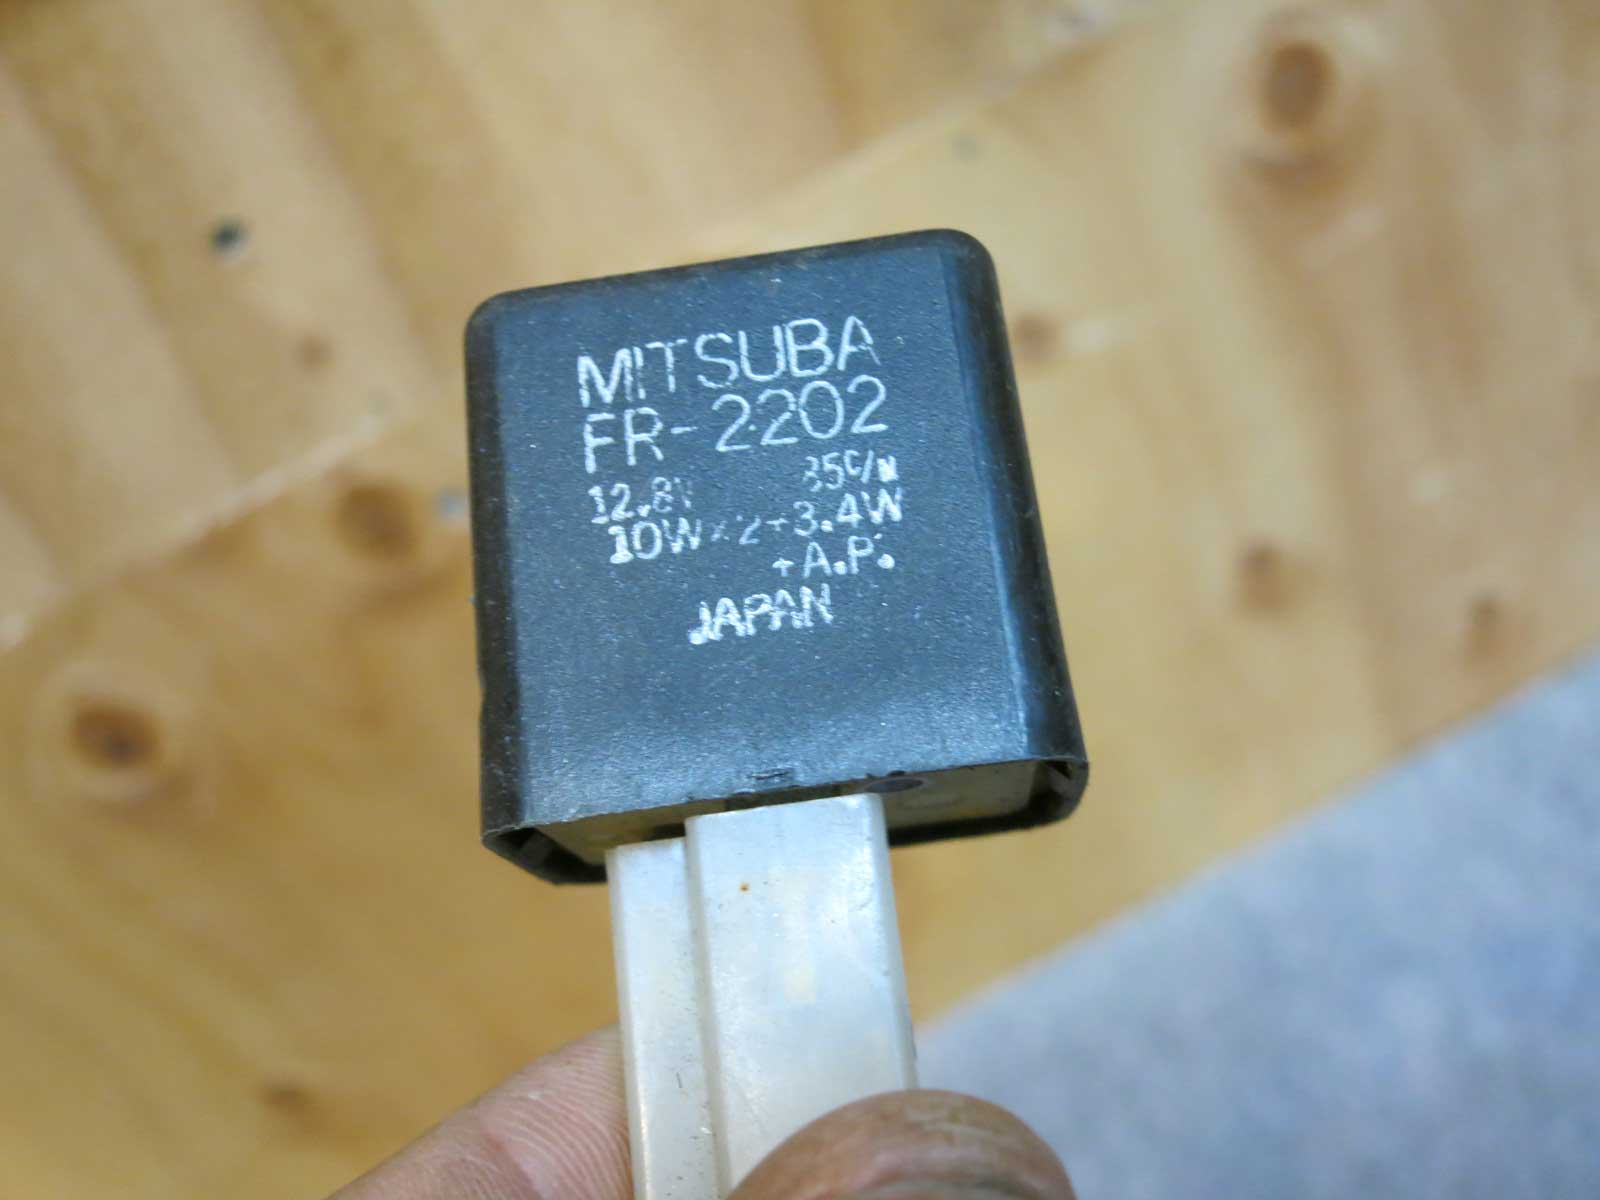 MITSUBA
FR-2202
12.8V 85C/M
10W×2+3.4W
+A.P.
JAPAN